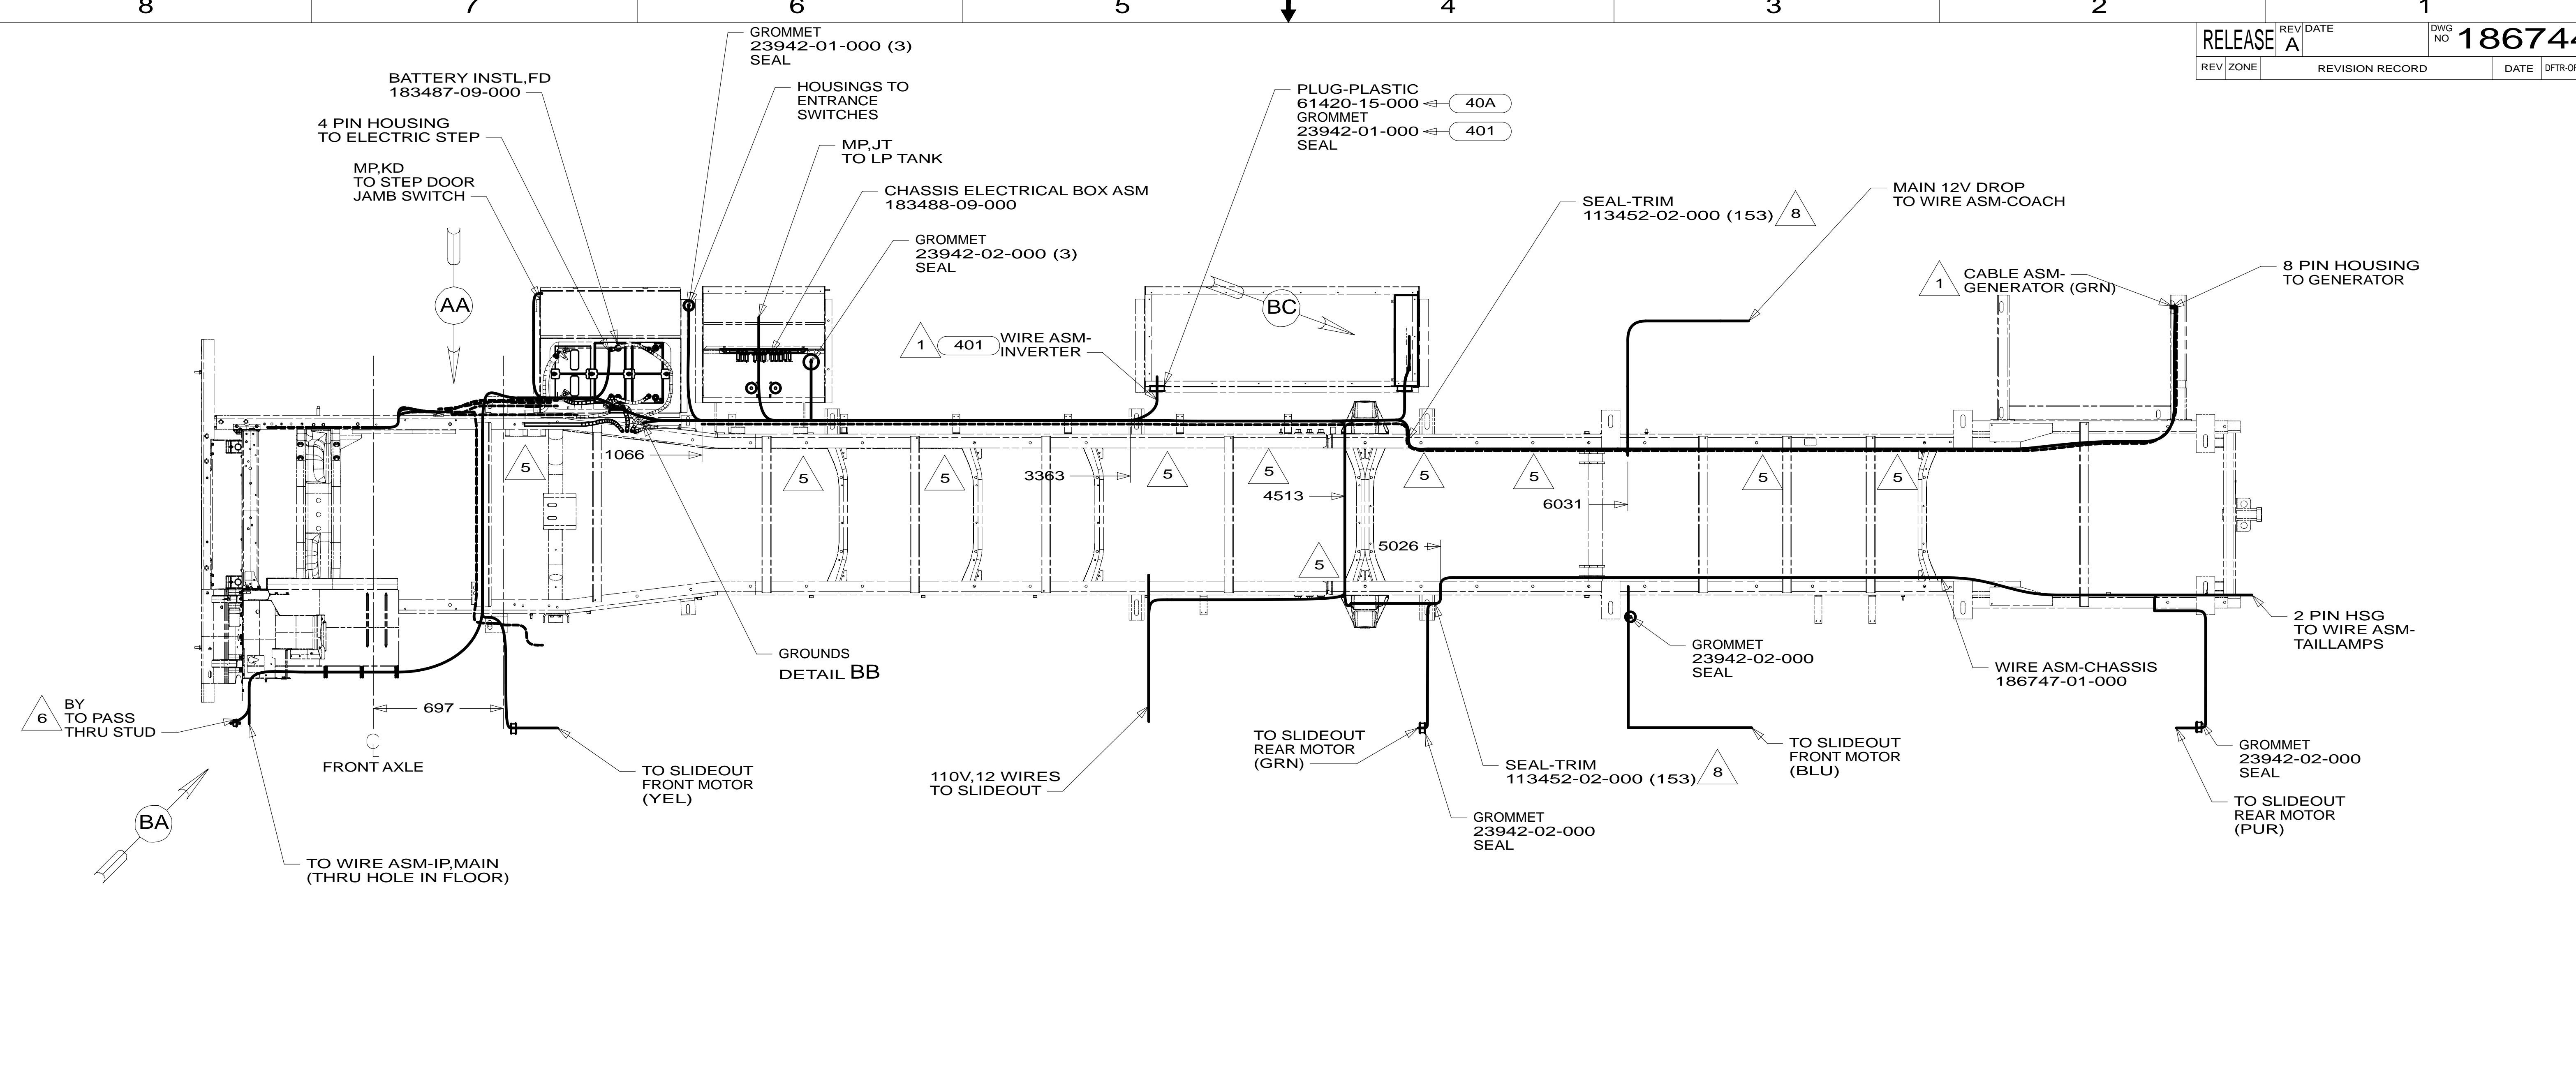 8 7 6 5 4 3 2 1
RELEASE
REV
A
DATE
DWG
NO
REV ZONE REVISION RECORD DATE
GROMMET
23942-01-000 (3)
SEAL
BATTERY INSTL,FD
183487-09-000
HOUSINGS TO
ENTRANCE
SWITCHES
4 PIN HOUSING
TO ELECTRIC STEP
MP,JT
TO LP TANK
MP,KD
TO STEP DOOR
JAMB SWITCH
CHASSIS ELECTRICAL BOX ASM
183488-09-000
GROMMET
23942-02-000 (3)
SEAL
PLUG-PLASTIC
61420-15-000
40A
GROMMET
23942-01-000
401
SEAL
SEAL-TRIM
113452-02-000 (153)
8
MAIN 12V DROP
TO WIRE ASM-COACH
1
CABLE ASM-
GENERATOR (GRN)
8 PIN HOUSING
TO GENERATOR
AA
BC
1
401
WIRE ASM-
INVERTER
5
1066
5
5
3363
5
5
4513
5
5
6031
5
5
5026
5
GROUNDS
DETAIL BB
GROMMET
23942-02-000
SEAL
WIRE ASM-CHASSIS
186747-01-000
2 PIN HSG
TO WIRE ASM-
TAILLAMPS
6
BY
TO PASS
THRU STUD
697
CL
FRONT AXLE
TO SLIDEOUT
FRONT MOTOR
(YEL)
110V,12 WIRES
TO SLIDEOUT
TO SLIDEOUT
REAR MOTOR
(GRN)
SEAL-TRIM
113452-02-000 (153)
8
TO SLIDEOUT
FRONT MOTOR
(BLU)
GROMMET
23942-02-000
SEAL
TO SLIDEOUT
REAR MOTOR
(PUR)
GROMMET
23942-02-000
SEAL
BA
TO WIRE ASM-IP,MAIN
(THRU HOLE IN FLOOR)